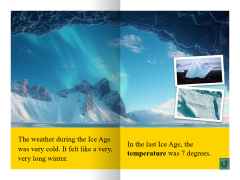 The weather during the Ice Age
was very cold. It felt like a very,
very long winter.
In the last Ice Age, the
temperature was 7 degrees.